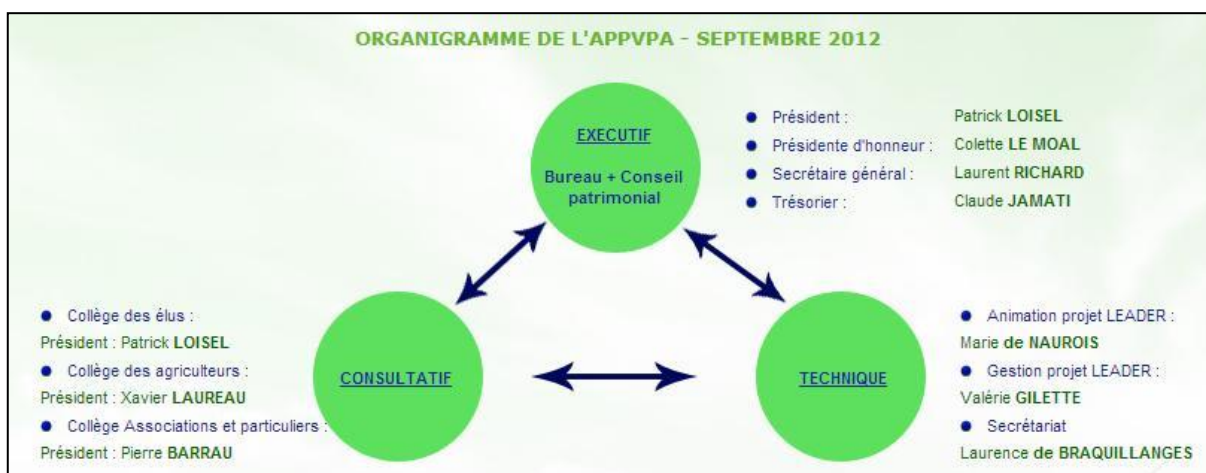 ORGANIGRAMME DE L'APPVPA - SEPTEMBRE 2012
EXECUTIF
Bureau + Conseil
patrimonial
Président : Patrick LOISEL
Présidente d'honneur : Colette LE MOAL
Secrétaire général : Laurent RICHARD
Trésorier : Claude JAMATI
Collège des élus :
Président : Patrick LOISEL
Collège des agriculteurs :
Président : Xavier LAUREAU
Collège Associations et particuliers :
Président : Pierre BARRAU
CONSULTATIF
TECHNIQUE
Animation projet LEADER :
Marie de NAUROIS
Gestion projet LEADER :
Valérie GILETTE
Secrétariat
Laurence de BRAQUILLANGES